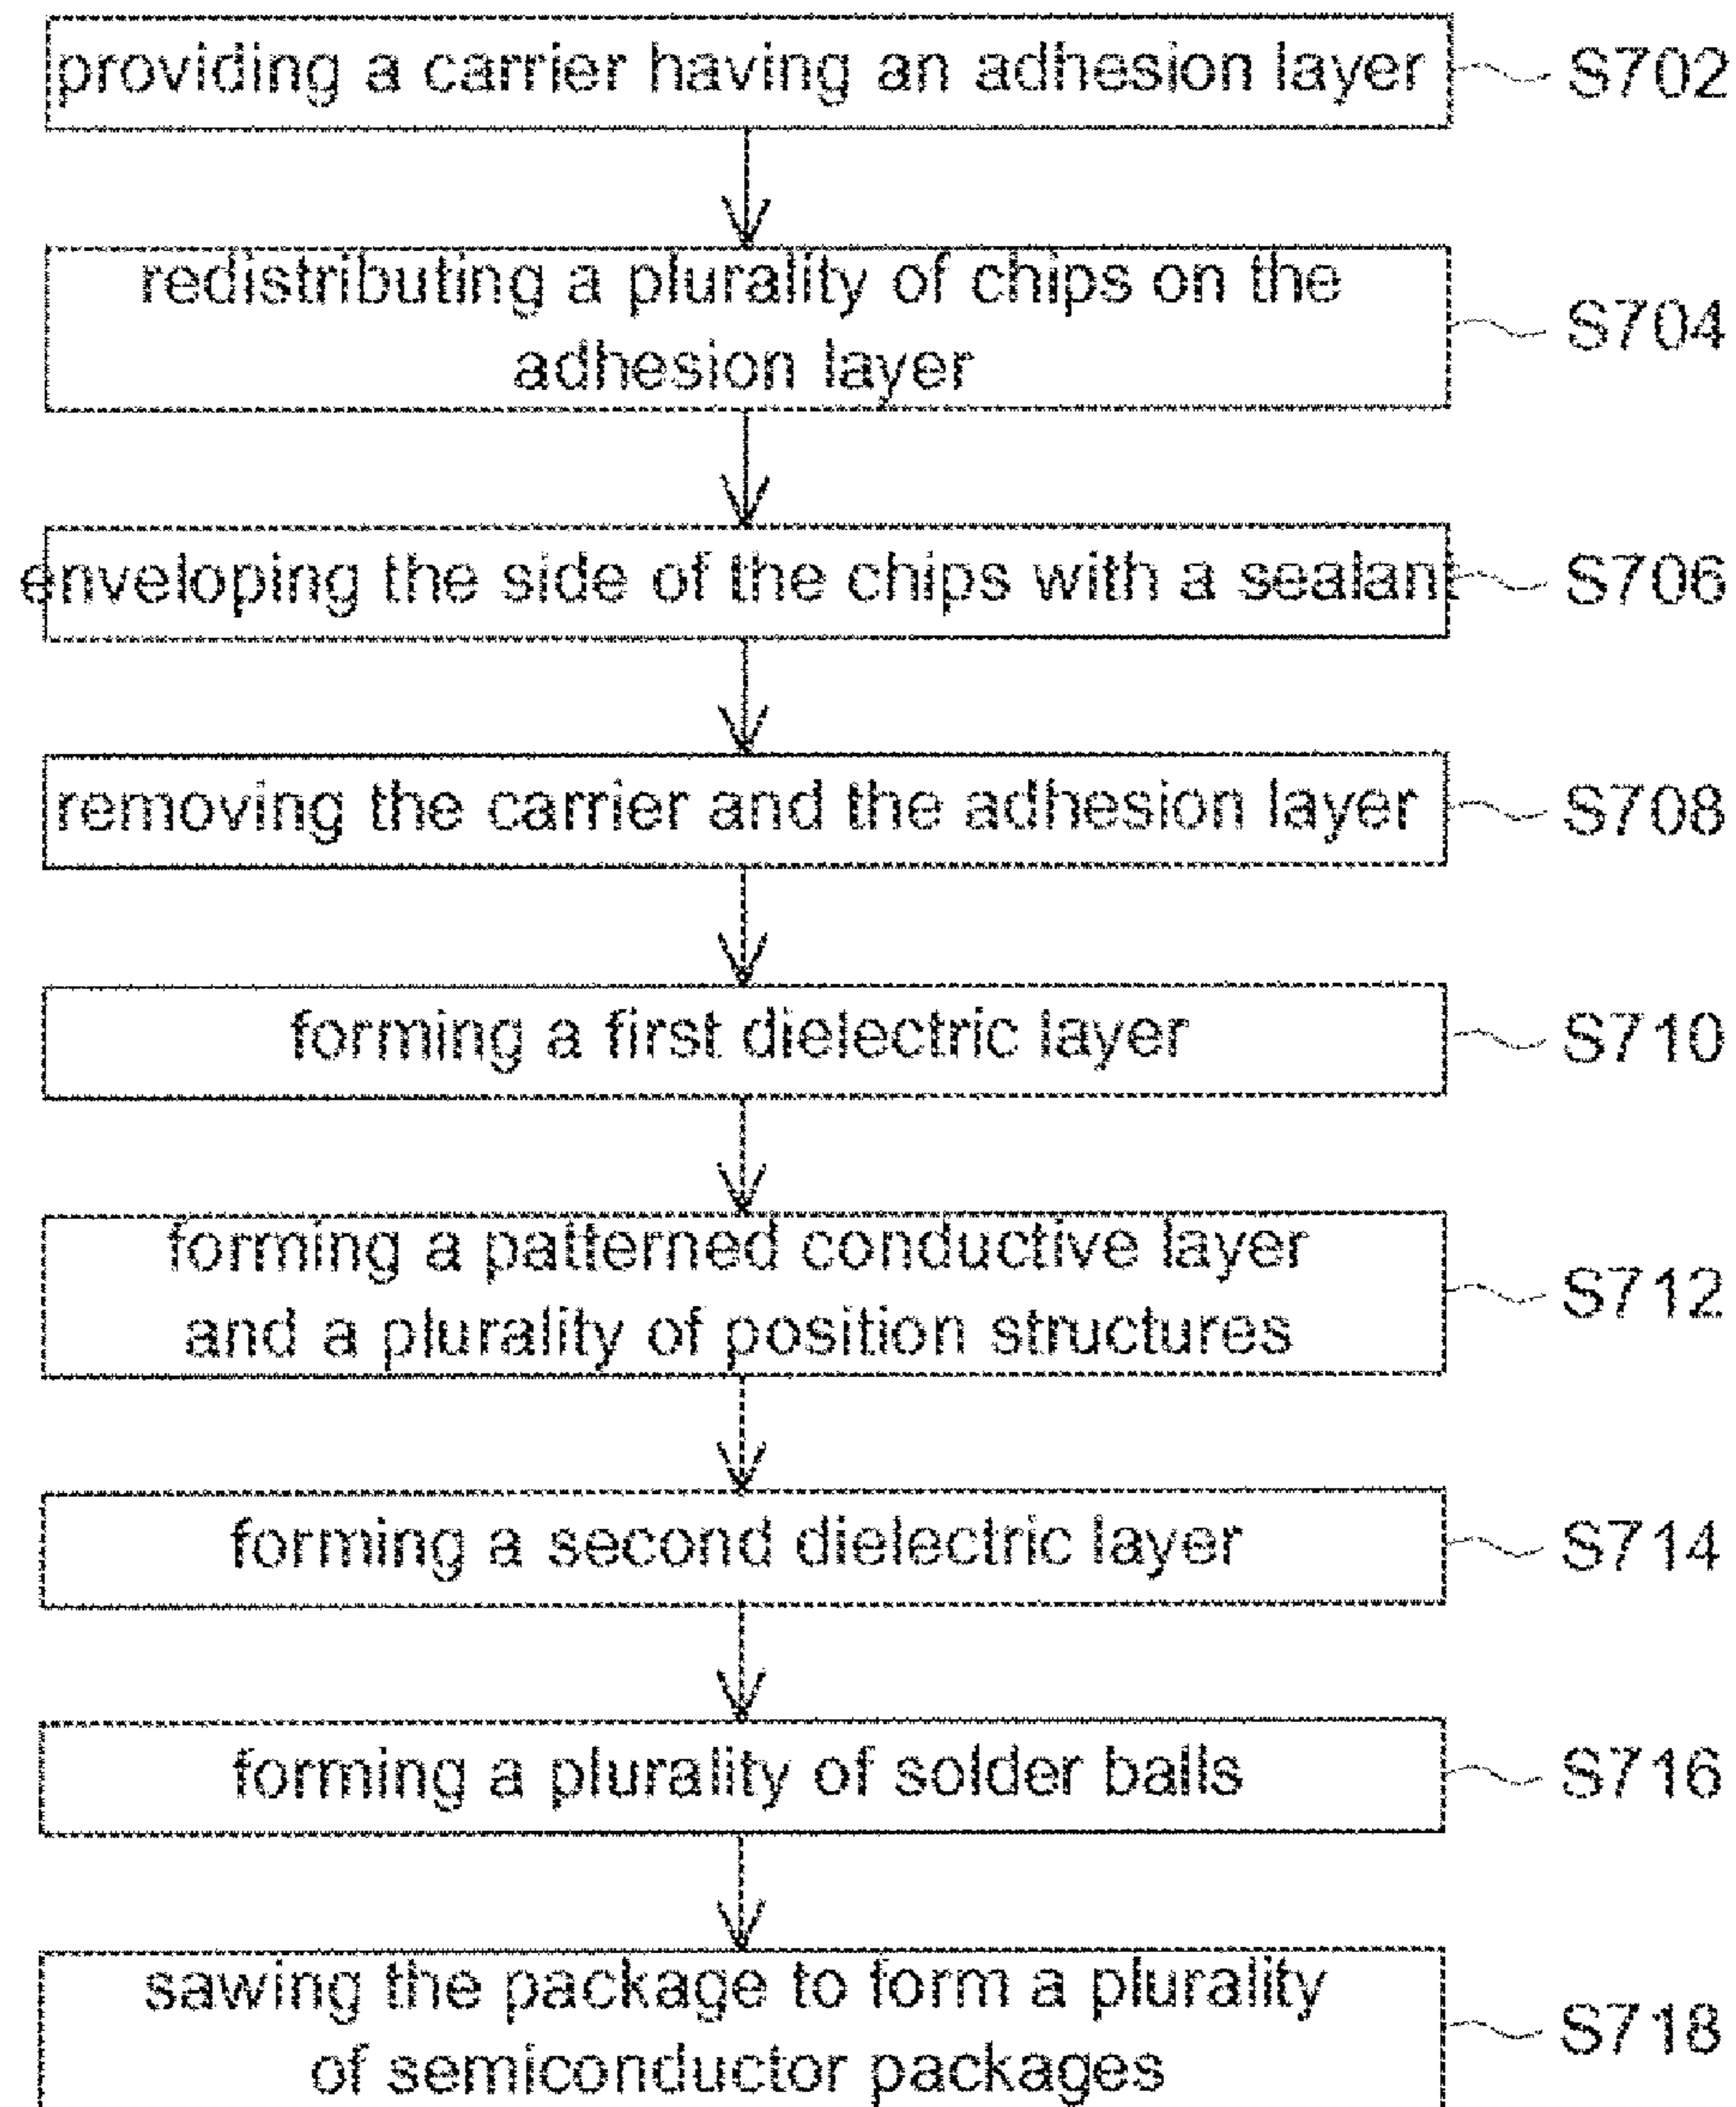 providing a carrier having an adhesion layer S702
redistributing a plurality of chips on the
adhesion layer
S704
enveloping the side of the chips with a sealant S706
removing the carrier and the adhesion layer S708
forming a first dielectric layer S710
forming a patterned conductive layer
and a plurality of position structures
S712
forming a second dielectric layer S714
forming a plurality of solder balls S716
sawing the package to form a plurality
of semiconductor packages
S718